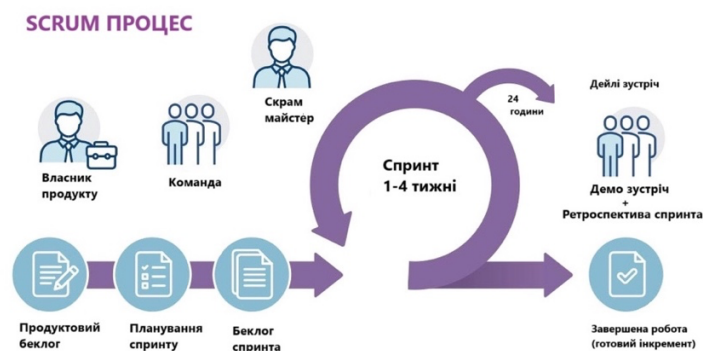 SCRUM ПРОЦЕС
Скрам
майстер
24
години
Дейлі зустріч
Власник
продукту
Команда
Спринт
1-4 тижні
Демо зустріч
+
Ретроспектива спринта
Продуктовий
беклог
Планування
спринту
Беклог
спринта
Завершена робота
(готовий інкремент)